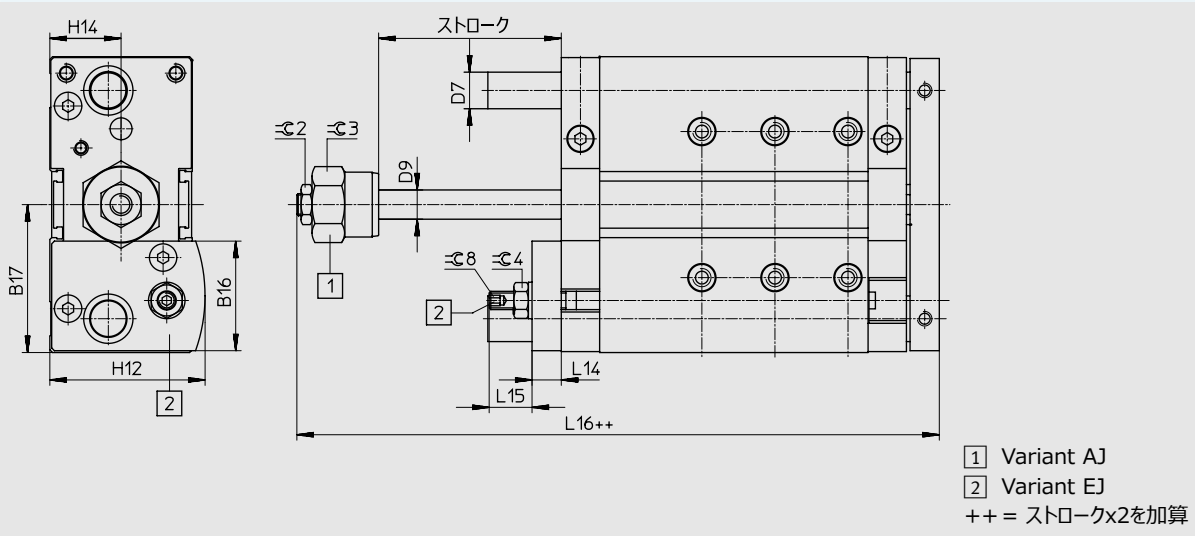 H14
ストローク
D7
=©2
=©3
D9
1
=©8
=©4
2
B17
B16
H12
2
L14
L15
L16++
1 Variant AJ
2 Variant EJ
++ = ストロークx2を加算